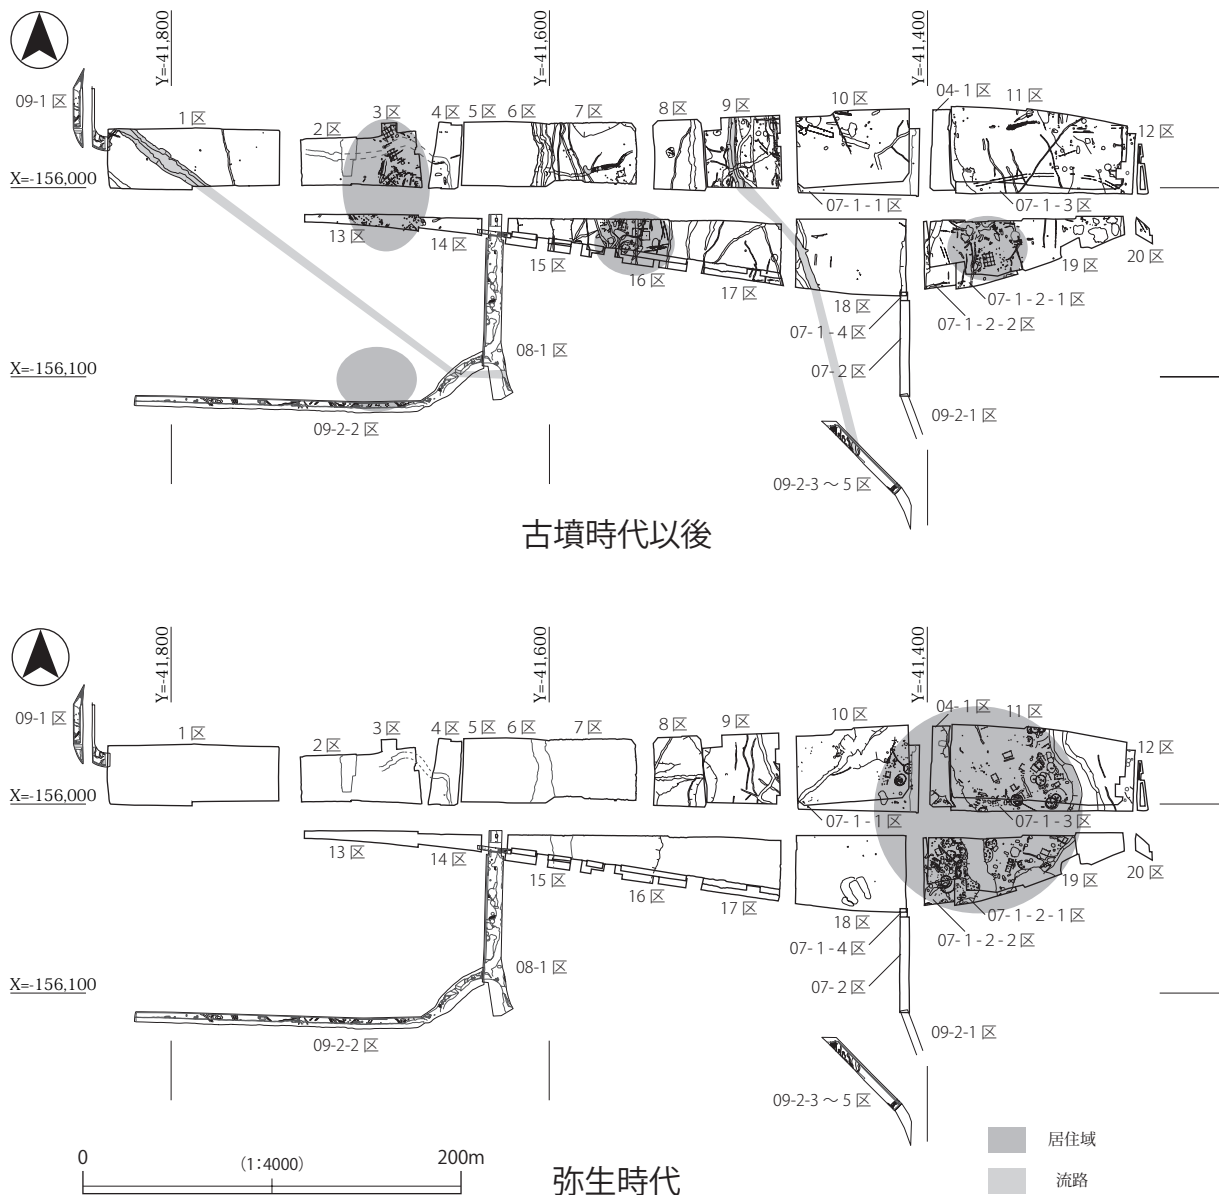 Y=-41,800
Y=-41,600
Y=-41,400
09-1 区
1 区
2 区
3 区
4 区
5 区
6 区
7 区
8 区
9 区
10 区
04-1 区
11 区
12 区
X=-156,000
07-1-1 区
07-1-3 区
13 区
14 区
15 区
16 区
17 区
18 区
19 区
20 区
07-1-2-1 区
07-1-2-2 区
07-1-4 区
08-1 区
07-2 区
X=-156,100
09-2-1 区
09-2-2 区
09-2-3 ～ 5 区
古墳時代以後
Y=-41,800
Y=-41,600
Y=-41,400
09-1 区
1 区
2 区
3 区
4 区
5 区
6 区
7 区
8 区
9 区
10 区
04-1 区
11 区
12 区
X=-156,000
07-1-1 区
07-1-3 区
13 区
14 区
15 区
16 区
17 区
18 区
19 区
20 区
07-1-2-1 区
07-1-2-2 区
07-1-4 区
08-1 区
07-2 区
X=-156,100
09-2-1 区
09-2-2 区
09-2-3 ～ 5 区
居住域
流路
0
(1:4000)
200m
弥生時代